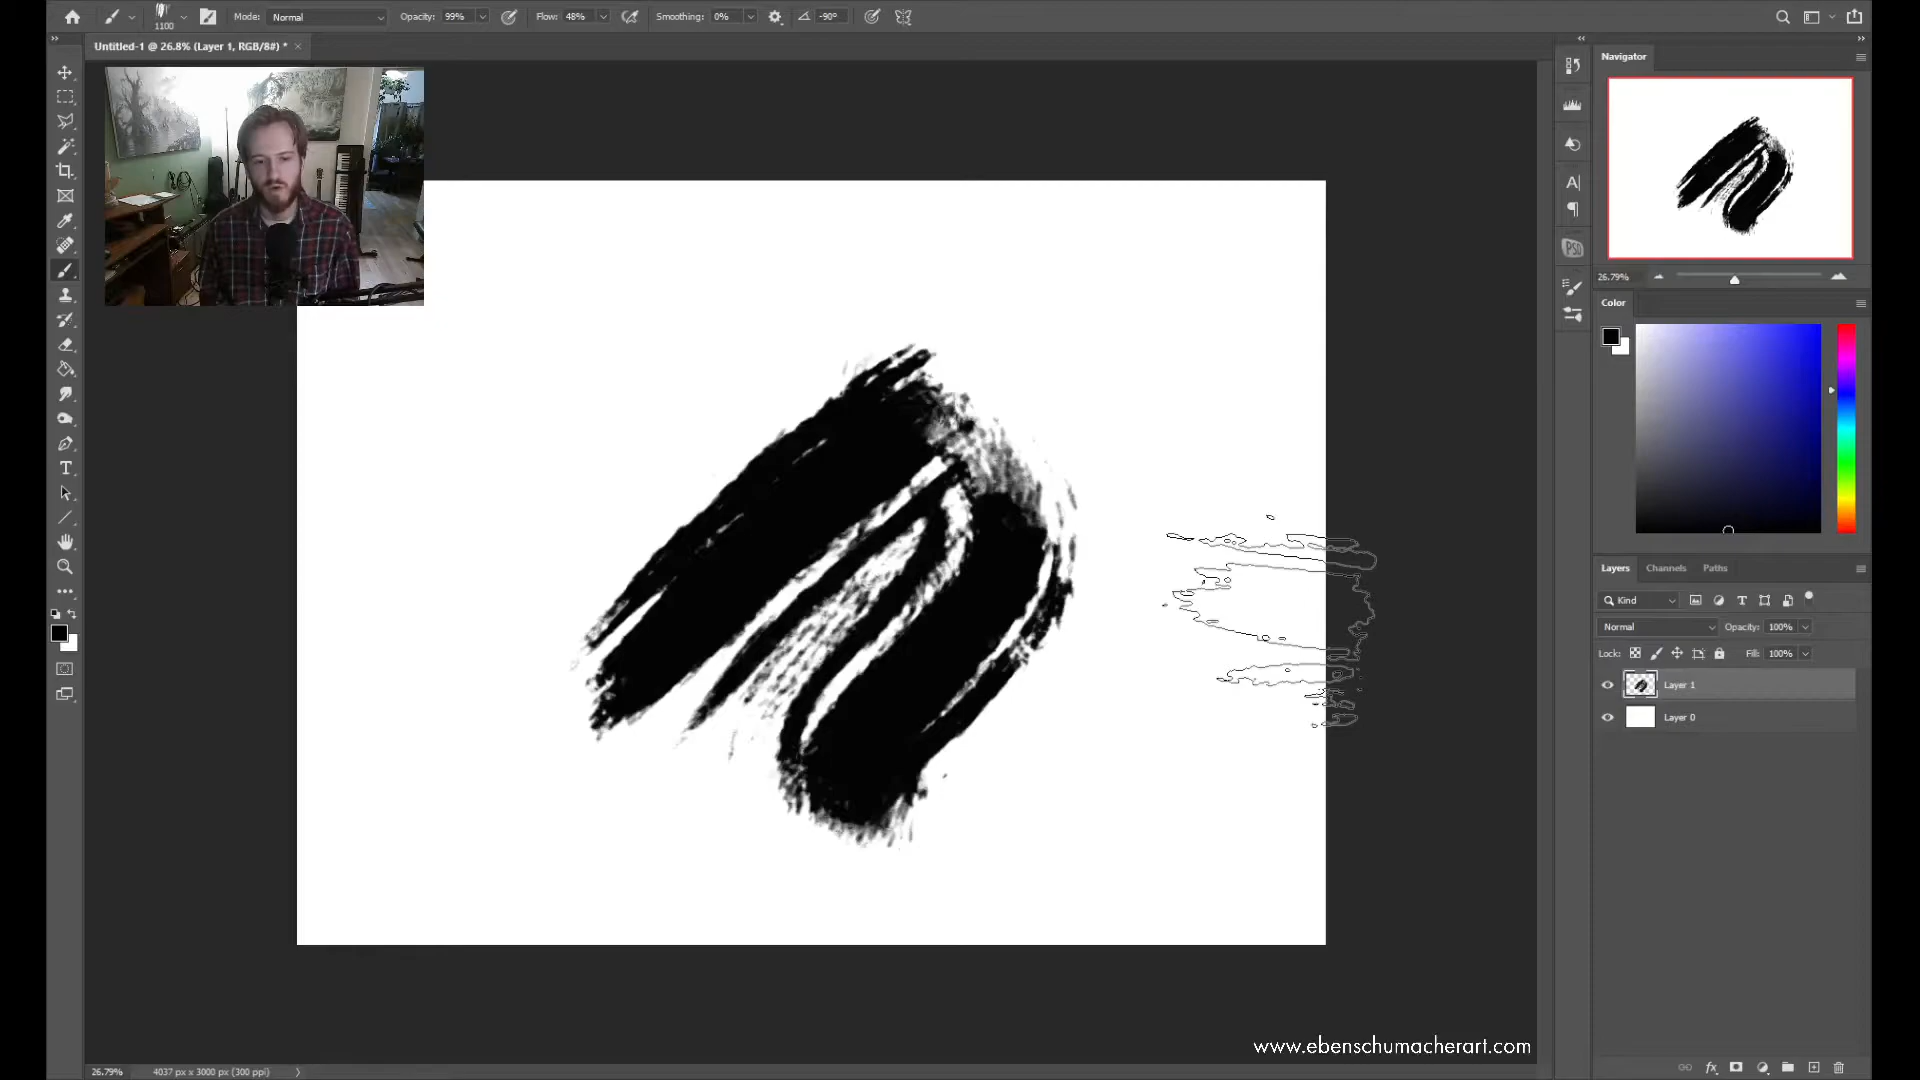 1100
Mode: Normal Opacity: 99% Flow: 48% Smoothing: 0% -90°
Untitled-1 @ 26.8% (Layer 1, RGB/8#) *
Navigator
26.79%
Color
Layers Channels Paths
Kind
Normal Opacity: 100%
Lock: Fill: 100%
Layer 1
Layer 0
www.ebenschumacherart.com
26.79% 4037 px x 3000 px (300 ppi)